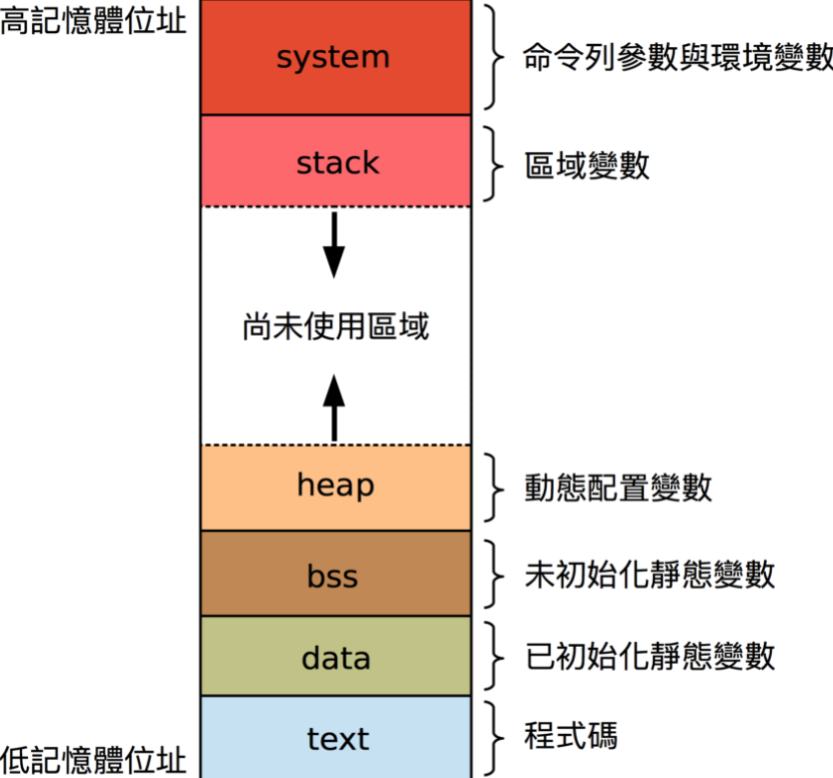 高記憶體位址
system
命令列參數與環境變數
stack
區域變數
尚未使用區域
heap
動態配置變數
bss
未初始化靜態變數
data
已初始化靜態變數
text
程式碼
低記憶體位址